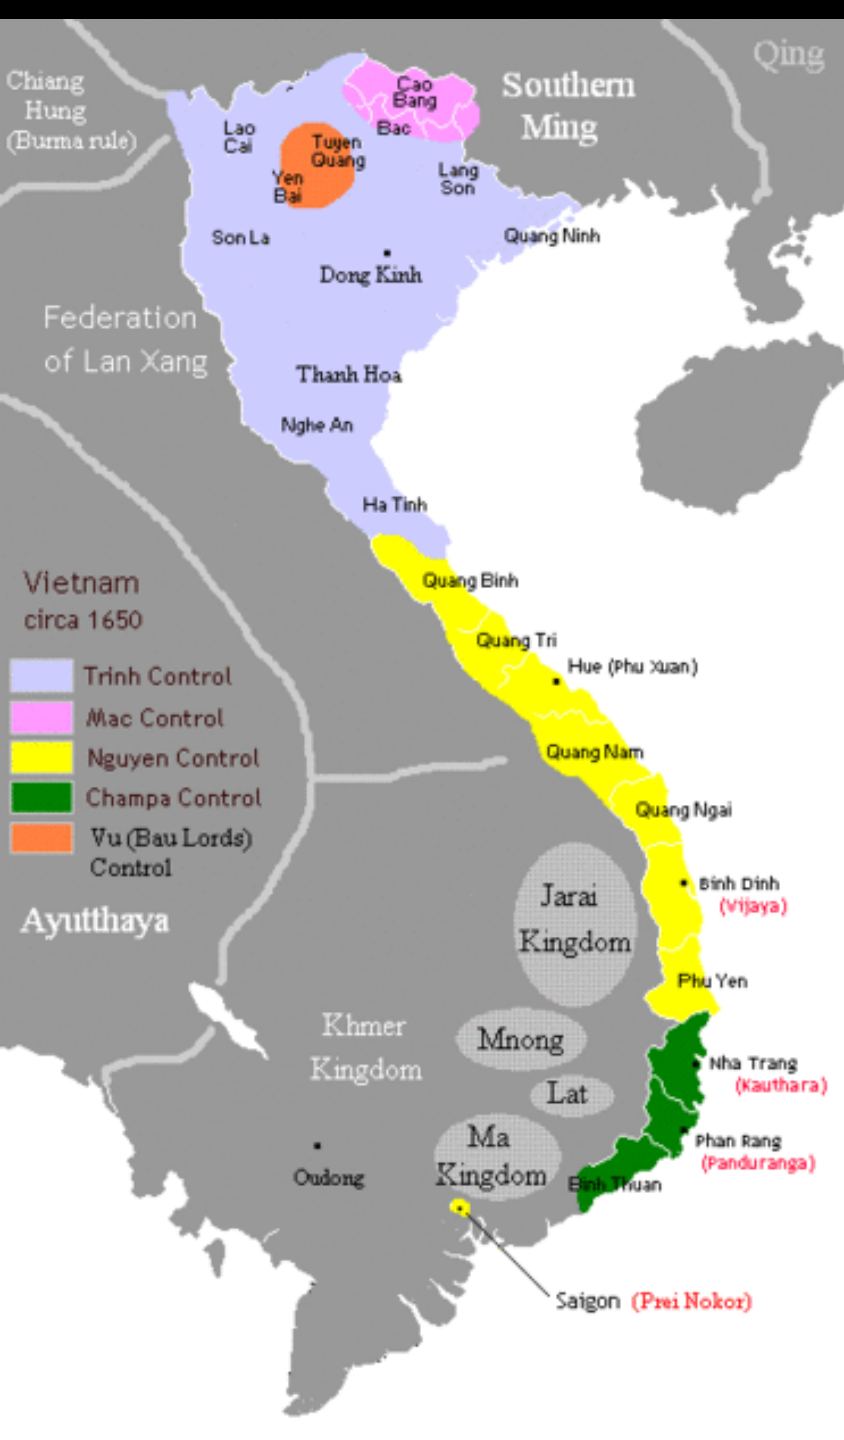 Qing
Chiang
Hung
(Burma rule)
Southern
Ming
Cao
Bang
Bac
Lao
Cai
Tuyen
Quang
Yen
Bai
Lang
Son
Son La
Quang Ninh
Dong Kinh
Federation
of Lan Xang
Thanh Hoa
Nghe An
Ha Tinh
Quang Binh
Quang Tri
Hue (Phu Xuan)
Quang Nam
Quang Ngai
Binh Dinh
(Vijaya)
Phu Yen
Nha Trang
(Kauthara)
Phan Rang
(Panduranga)
Binh Thuan
Saigon (Prei Nokor)
Vietnam
circa 1650
Trinh Control
Mac Control
Nguyen Control
Champa Control
Vu (Bau Lords)
Control
Ayutthaya
Jarai
Kingdom
Mnong
Lat
Ma
Kingdom
Khmer
Kingdom
Oudong